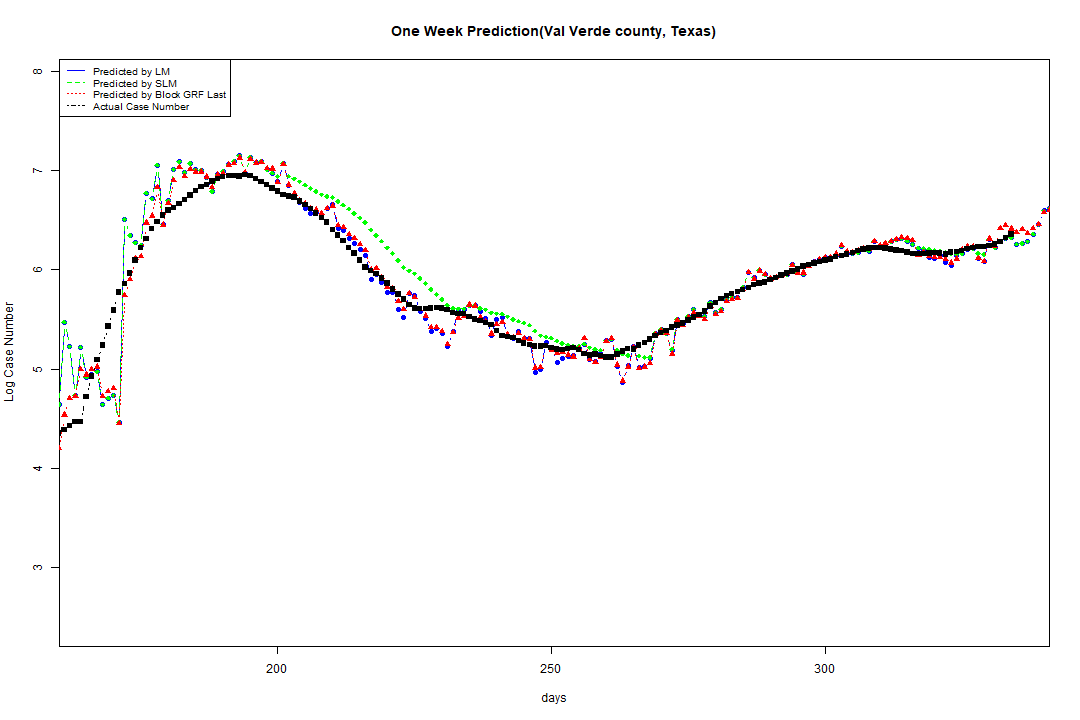 One Week Prediction(Val Verde county, Texas)
Predicted by LM
Predicted by SLM
Predicted by Block GRF Last
Actual Case Number
8
7
6
5
4
3
Log Case Number
200 250 300
days